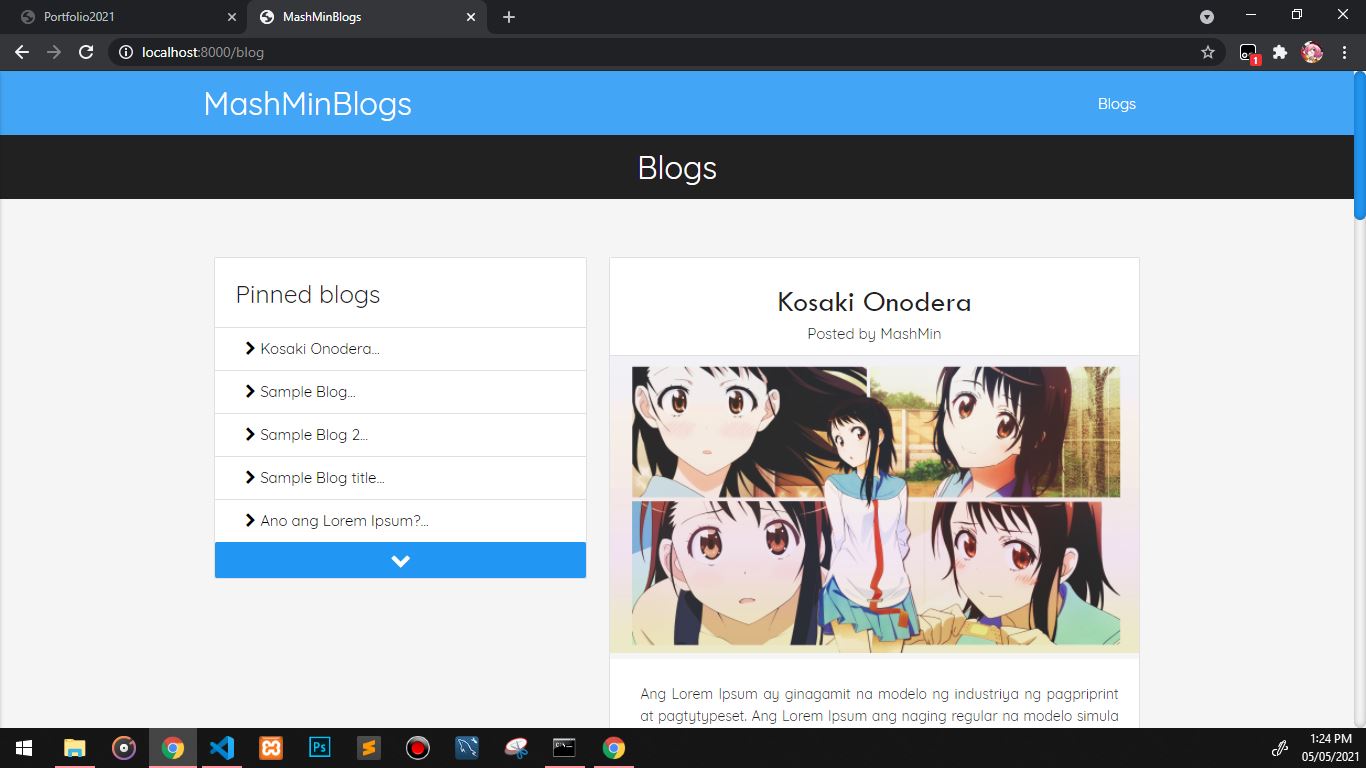 Portfolio2021
MashMinBlogs
localhost:8000/blog
1
MashMinBlogs
Blogs
Blogs
Pinned blogs
Kosaki Onodera...
Sample Blog...
Sample Blog 2...
Sample Blog title...
Ano ang Lorem Ipsum?...
Kosaki Onodera
Posted by MashMin
Ang Lorem Ipsum ay ginagamit na modelo ng industriya ng pagpriprint
at pagtytypeset. Ang Lorem Ipsum ang naging regular na modelo simula
Ps
1:24 PM
05/05/2021